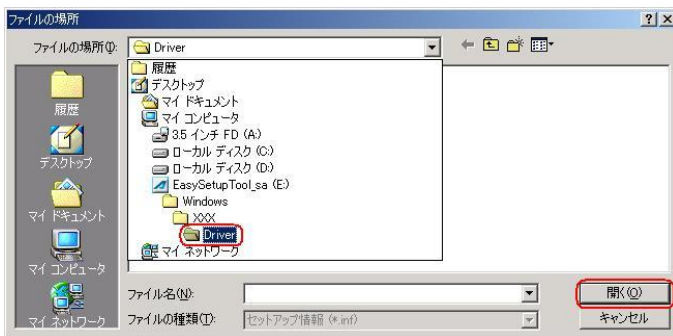 ファイルの場所
ファイルの場所(I):
Driver
履歴
デスクトップ
マイ ドキュメント
マイ コンピュータ
3.5 インチ FD (A:)
ローカル ディスク (C:)
ローカル ディスク (D:)
EasySetupTool_sa (E:)
Windows
XXX
Driver
マイ ネットワーク
履歴
デスクトップ
マイ ドキュメント
マイ コンピュータ
マイ ネットワーク
ファイル名(N):
開く(O)
ファイルの種類(T):
セットアップ情報 (*.inf)
キャンセル